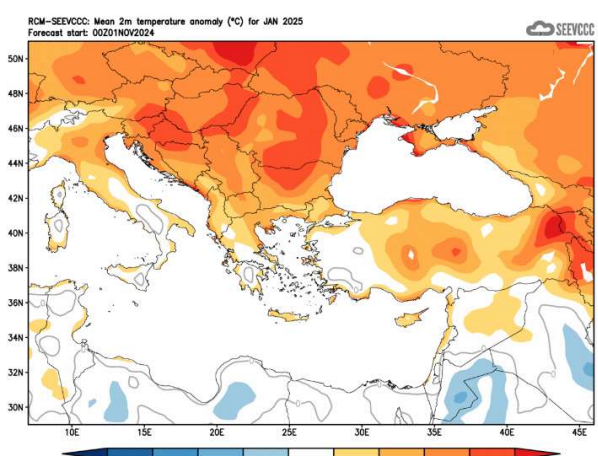 RCM-SEEVCCC: Mean 2m temperature anomaly (°C) for JAN 2025
Forecast start: 00Z01NOV2024
SEEVCCC
50N
48N
46N
44N
42N
40N
38N
36N
34N
32N
30N
10E 15E 20E 25E 30E 35E 40E 45E